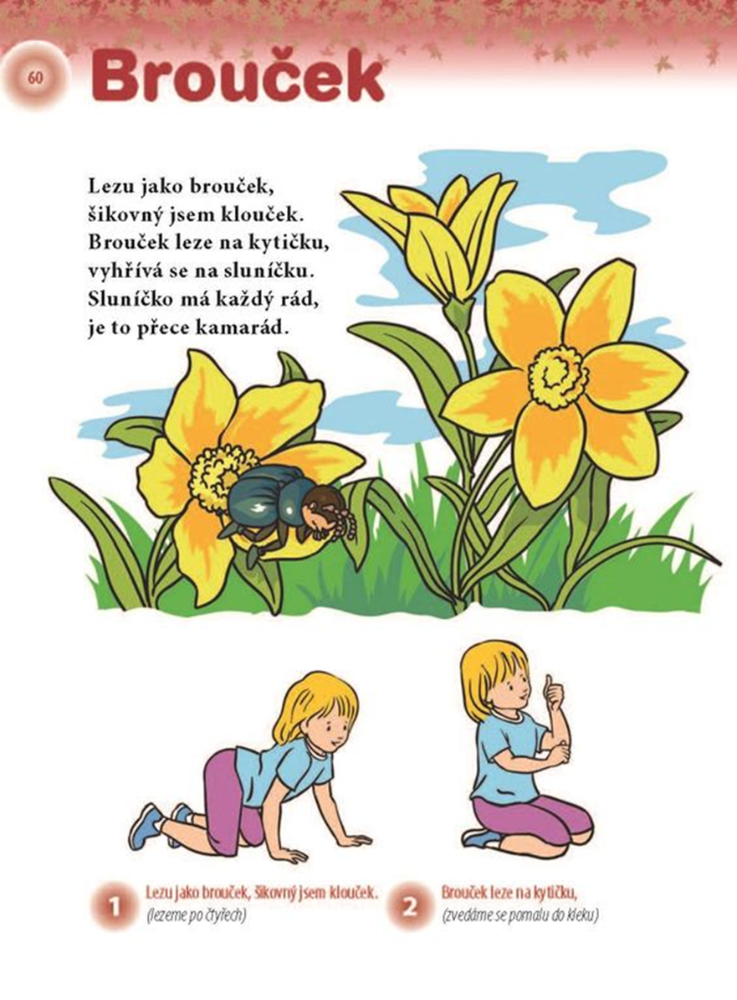 60
Brouček
Lezu jako brouček,
šikovný jsem klouček.
Brouček leze na kytičku,
vyhřívá se na sluníčku.
Sluníčko má každý rád,
je to přece kamarád.
1
Lezu jako brouček, šikovný jsem klouček.
(lezeme po čtyřech)
2
Brouček leze na kytičku,
(zvedáme se pomalu do kleku)